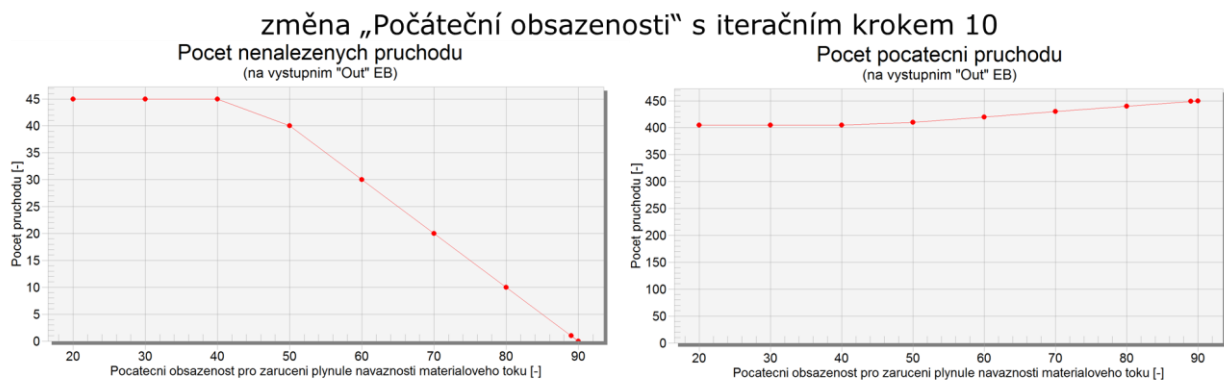 změna „Počáteční obsazenosti“ s iteračním krokem 10
Pocet nenalezenych pruchodu
(na vystupnim "Out" EB)
Pocet pruchodu [-]
45
40
35
30
25
20
15
10
5
0
20 30 40 50 60 70 80 90
Pocatecni obsazenost pro zaruceni plynule navaznosti materialoveho toku [-]
Pocet pocatecni pruchodu
(na vystupnim "Out" EB)
Pocet pruchodu [-]
450
400
350
300
250
200
150
100
50
0
20 30 40 50 60 70 80 90
Pocatecni obsazenost pro zaruceni plynule navaznosti materialoveho toku [-]